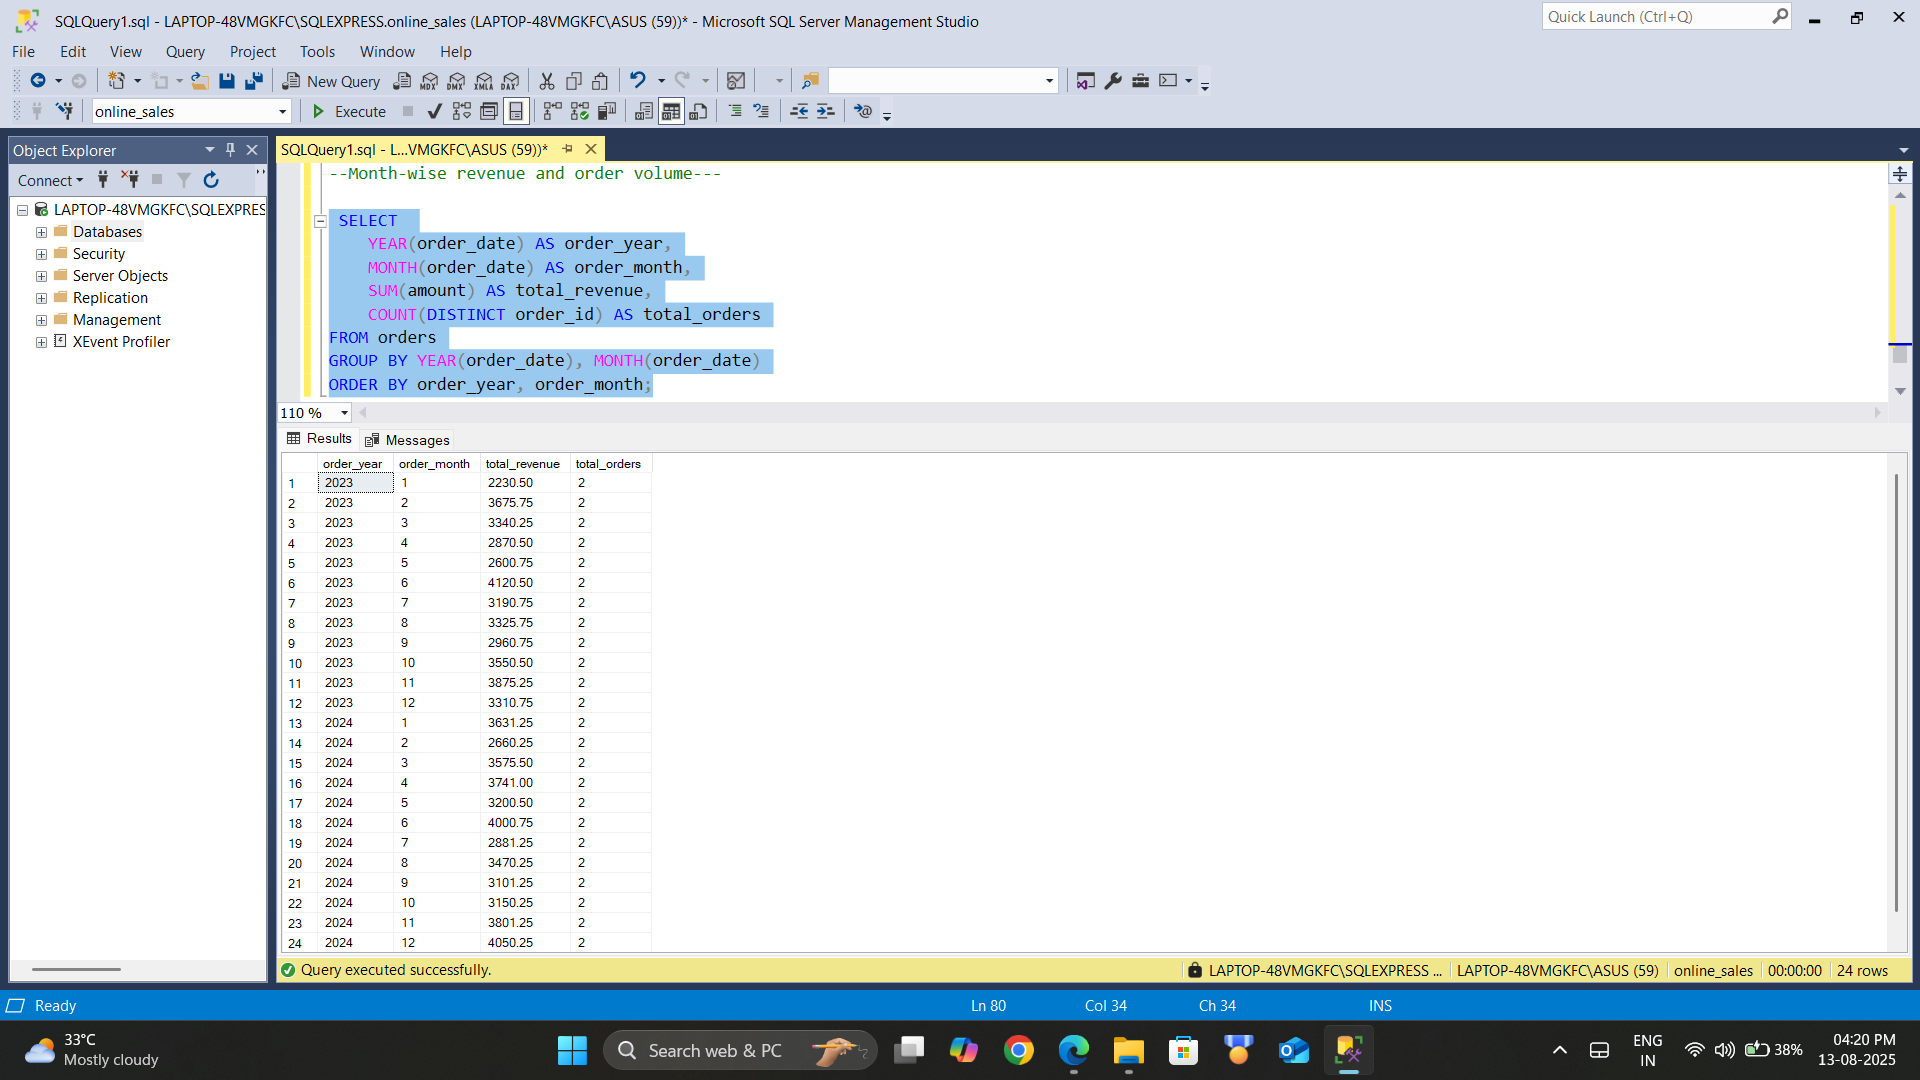 SQLQuery1.sql - LAPTOP-48VMGKFC\SQLEXPRESS.online_sales (LAPTOP-48VMGKFC\ASUS (59))* - Microsoft SQL Server Management Studio
Quick Launch (Ctrl+Q)
File Edit View Query Project Tools Window Help
New Query MDX DMX XMLA DAX
online_sales Execute
Object Explorer
SQLQuery1.sql - L...VMGKFC\ASUS (59))*
Connect
LAPTOP-48VMGKFC\SQLEXPRES
Databases
Security
Server Objects
Replication
Management
XEvent Profiler
--Month-wise revenue and order volume---
SELECT
YEAR(order_date) AS order_year,
MONTH(order_date) AS order_month,
SUM(amount) AS total_revenue,
COUNT(DISTINCT order_id) AS total_orders
FROM orders
GROUP BY YEAR(order_date), MONTH(order_date)
ORDER BY order_year, order_month;
110 %
Results Messages
order_year order_month total_revenue total_orders
1 2023 1 2230.50 2
2 2023 2 3675.75 2
3 2023 3 3340.25 2
4 2023 4 2870.50 2
5 2023 5 2600.75 2
6 2023 6 4120.50 2
7 2023 7 3190.75 2
8 2023 8 3325.75 2
9 2023 9 2960.75 2
10 2023 10 3550.50 2
11 2023 11 3875.25 2
12 2023 12 3310.75 2
13 2024 1 3631.25 2
14 2024 2 2660.25 2
15 2024 3 3575.50 2
16 2024 4 3741.00 2
17 2024 5 3200.50 2
18 2024 6 4000.75 2
19 2024 7 2881.25 2
20 2024 8 3470.25 2
21 2024 9 3101.25 2
22 2024 10 3150.25 2
23 2024 11 3801.25 2
24 2024 12 4050.25 2
Query executed successfully.
LAPTOP-48VMGKFC\SQLEXPRESS ... LAPTOP-48VMGKFC\ASUS (59) online_sales 00:00:00 24 rows
Ready Ln 80 Col 34 Ch 34 INS
33°C
Mostly cloudy
Search web & PC
ENG
IN
38%
04:20 PM
13-08-2025